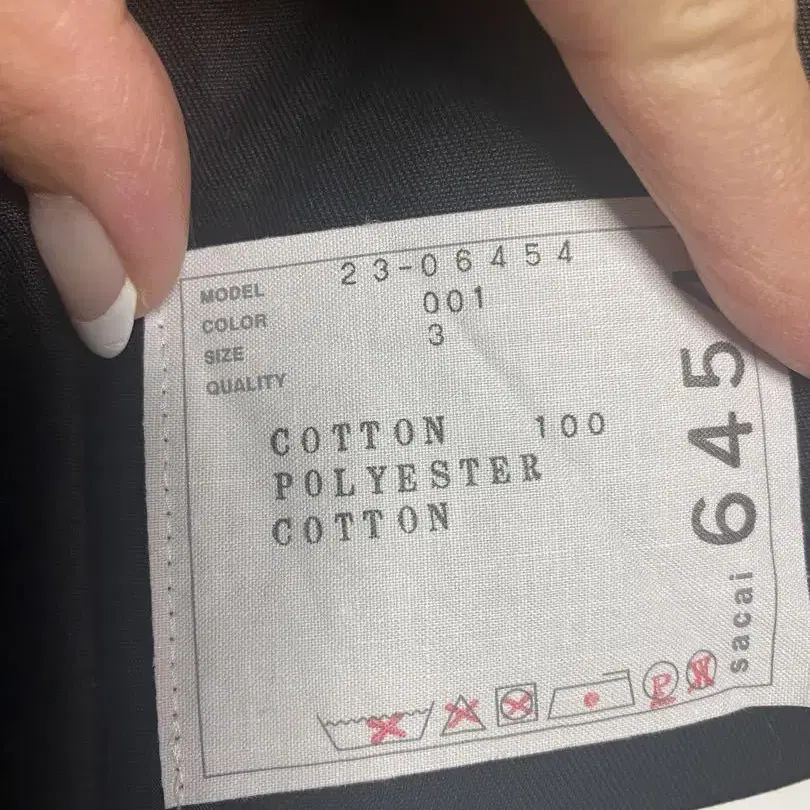 MODEL 23-06454
COLOR 001
SIZE 3
QUALITY
COTTON 100
POLYESTER
COTTON
P
W
sacai 645